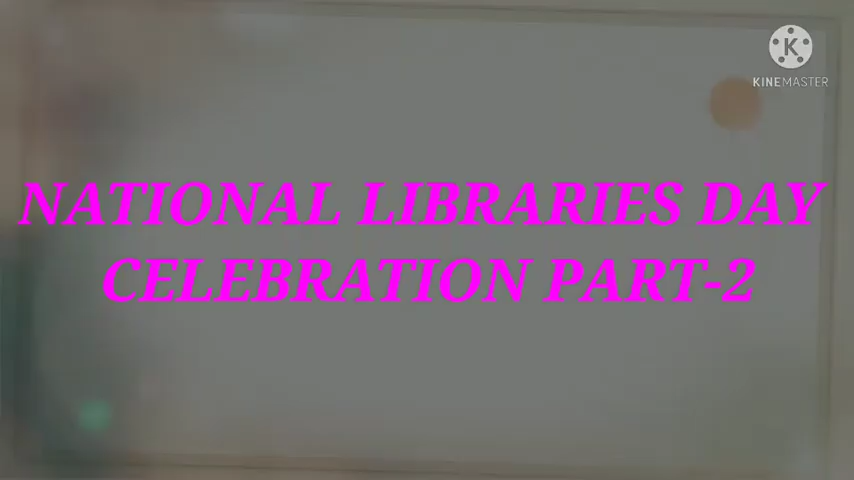 KINEMASTER
NATIONAL LIBRARIES DAY
CELEBRATION PART-2